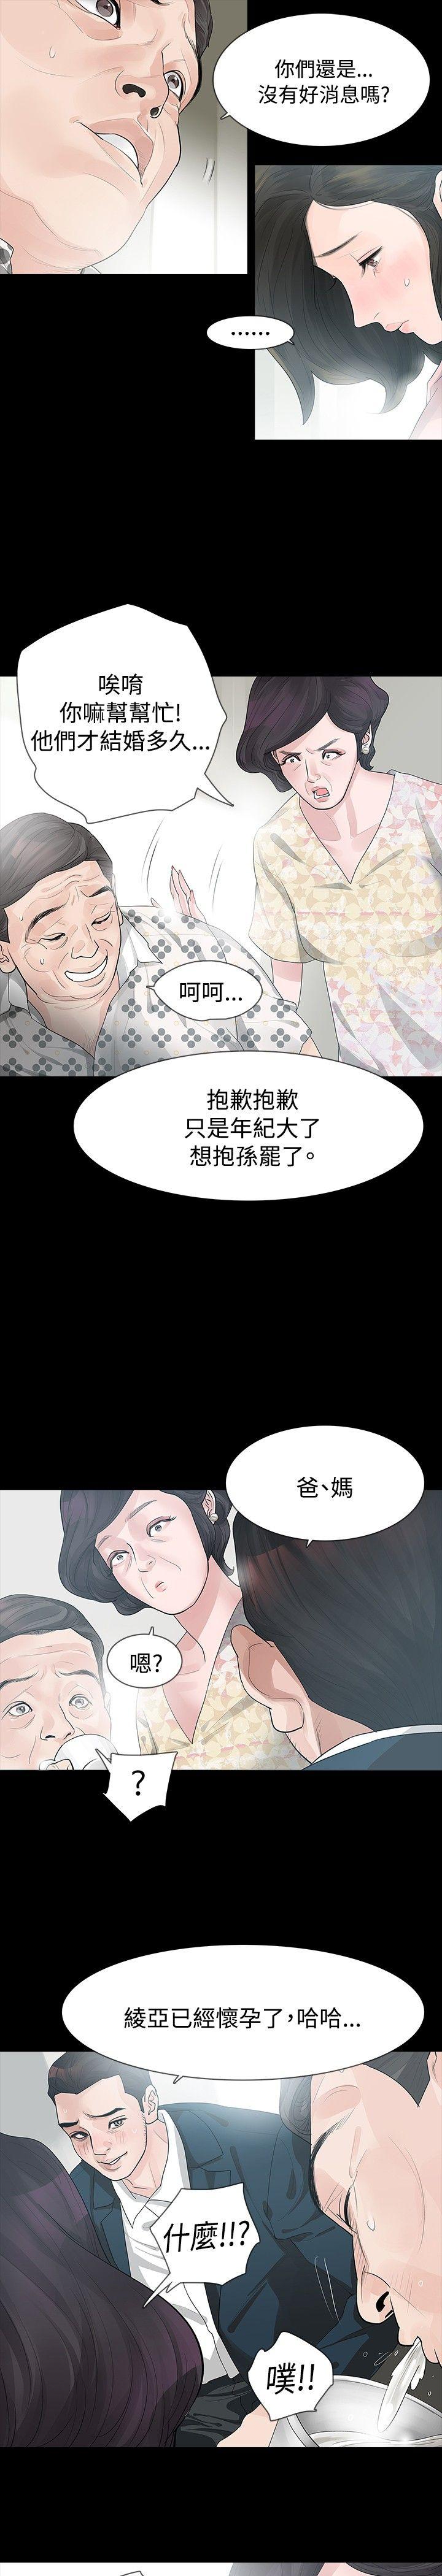 你們還是...
沒有好消息嗎?
......
唉唷
你嘛幫幫忙!
他們才結婚多久...
呵呵...
抱歉抱歉
只是年紀大了
想抱孫罷了。
爸、媽
嗯?
?
綾亞已經懷孕了,哈哈...
什麼!!?
噗!!